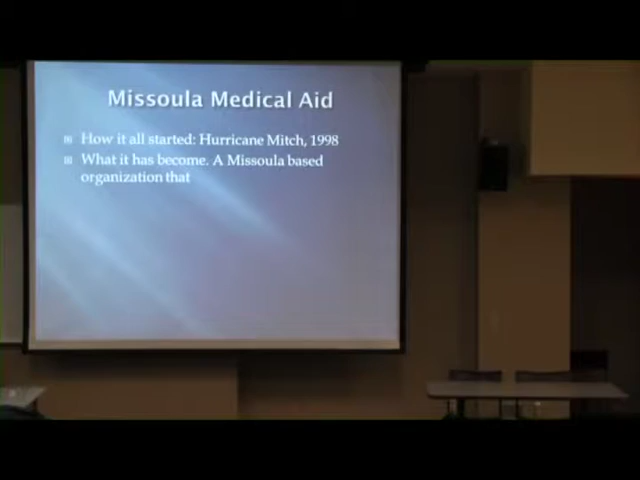 Missoula Medical Aid
How it all started: Hurricane Mitch, 1998
What it has become. A Missoula based
organization that